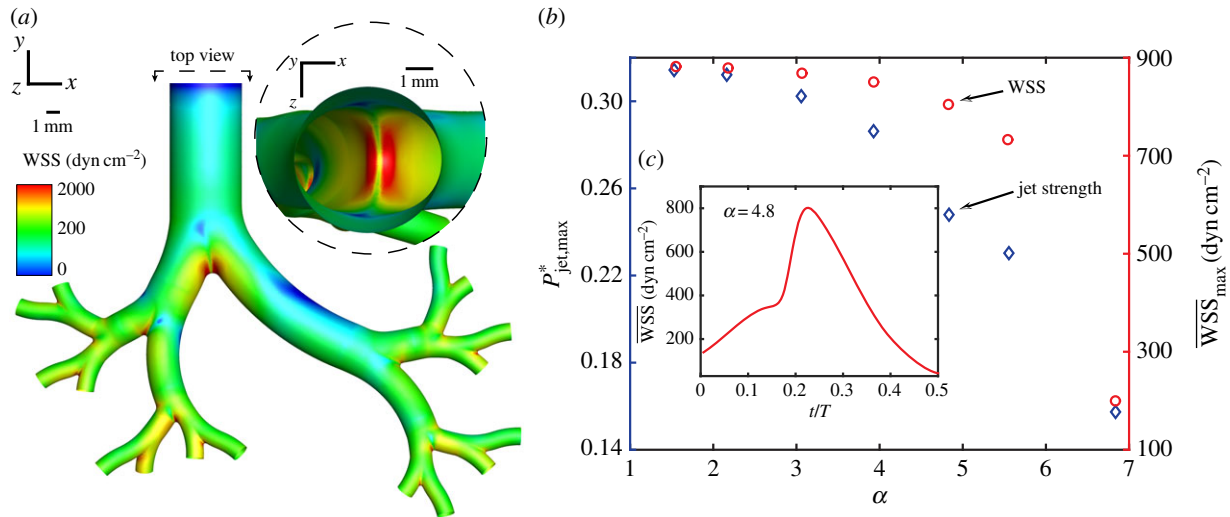 (a)
y
z x
1 mm
top view
y x
z
1 mm
WSS (dyn cm⁻²)
2000
200
0
(b)
P*jet,max
0.30
0.26
0.22
0.18
0.14
1 2 3 4 5 6 7
α
900
700
500
300
100
WSS̅max (dyn cm⁻²)
WSS
jet strength
(c)
α = 4.8
WSS̅ (dyn cm⁻²)
800
600
400
200
0 0.1 0.2 0.3 0.4 0.5
t/T